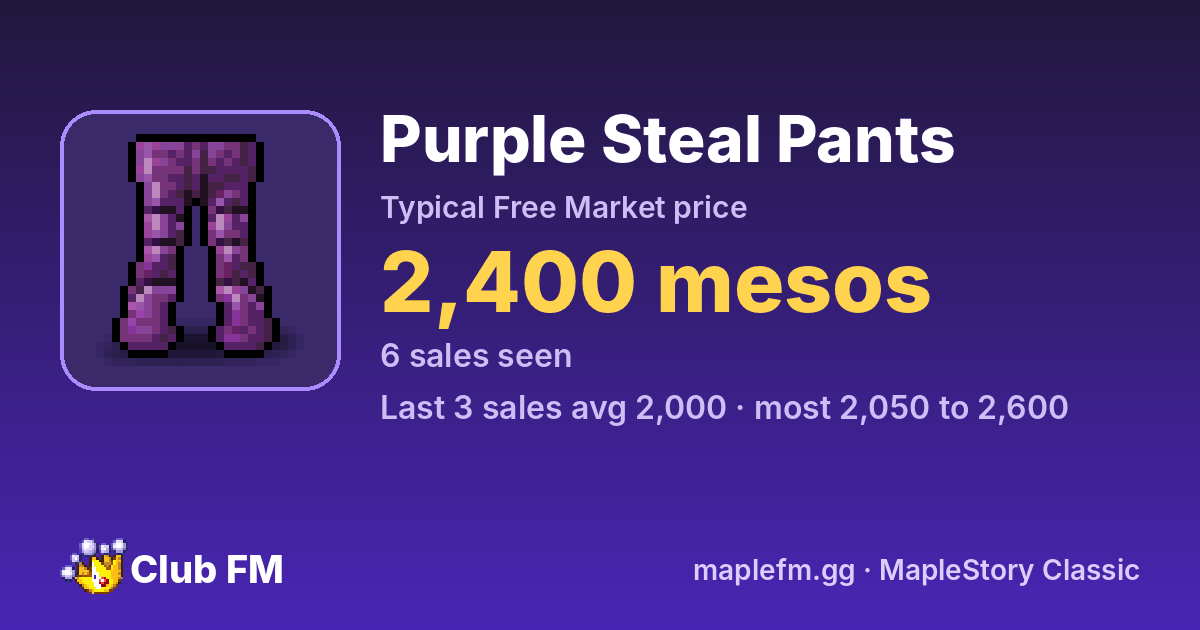 Purple Steal Pants
Typical Free Market price
2,400 mesos
6 sales seen
Last 3 sales avg 2,000 · most 2,050 to 2,600
Club FM
maplefm.gg · MapleStory Classic